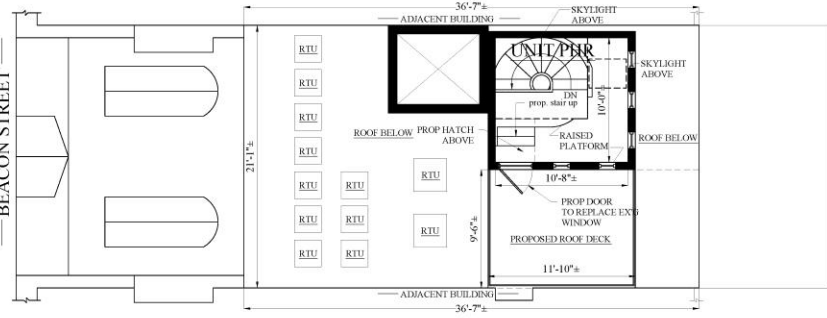 36'-7"±
ADJACENT BUILDING
SKYLIGHT
ABOVE
RTU
UNIT PHR
SKYLIGHT
ABOVE
RTU
DN
prop. stair up
10'-0"±
RTU
ROOF BELOW
PROP HATCH
ABOVE
RAISED
PLATFORM
ROOF BELOW
BEACON STREET
21'-1"±
RTU
RTU
RTU
RTU
10'-8"±
RTU
RTU
RTU
9'-6"±
PROP DOOR
TO REPLACE EX'G
WINDOW
PROPOSED ROOF DECK
RTU
RTU
11'-10"±
ADJACENT BUILDING
36'-7"±